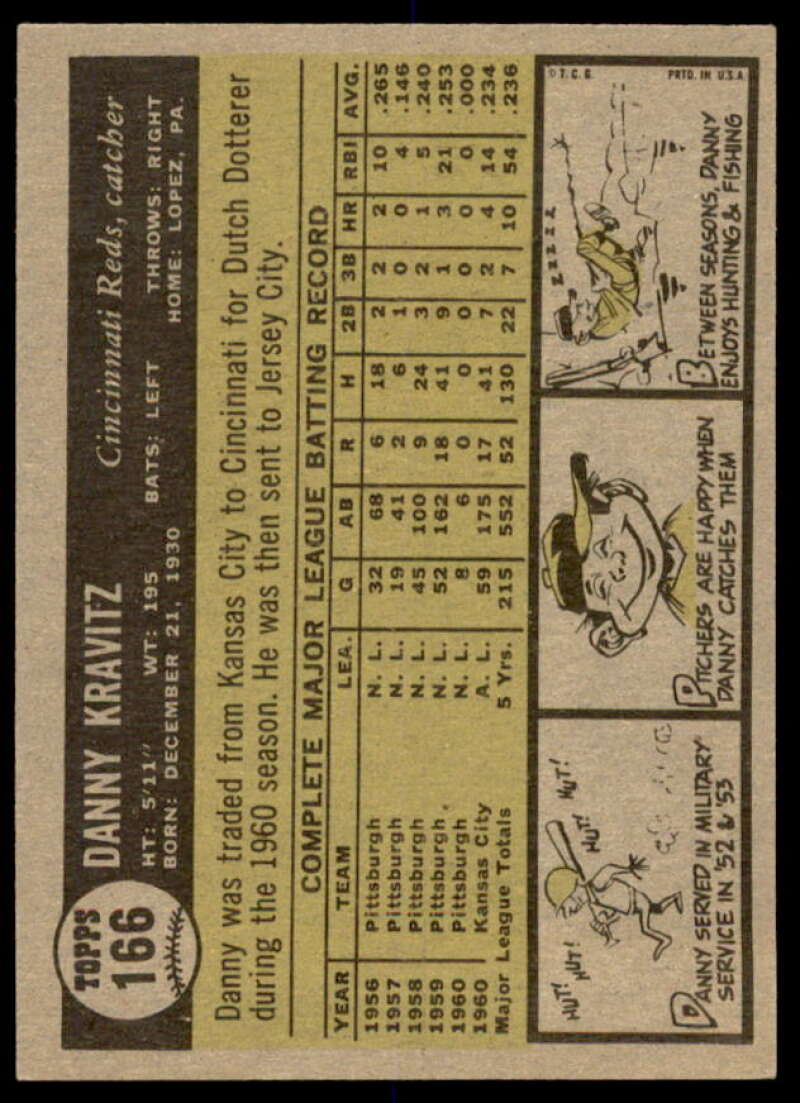 TOPPS
166
DANNY KRAVITZ Cincinnati Reds, catcher
HT: 5'11" WT: 195 BATS: LEFT THROWS: RIGHT
BORN: DECEMBER 21, 1930 HOME: LOPEZ, PA.
Danny was traded from Kansas City to Cincinnati for Dutch Dotterer
during the 1960 season. He was then sent to Jersey City.
COMPLETE MAJOR LEAGUE BATTING RECORD
YEAR TEAM LEA. G AB R H 2B 3B HR RBI AVG.
1956 Pittsburgh N. L. 32 68 6 18 2 2 2 10 .265
1957 Pittsburgh N. L. 19 41 2 6 1 0 0 4 .146
1958 Pittsburgh N. L. 45 100 9 24 3 2 1 5 .240
1959 Pittsburgh N. L. 52 162 18 41 9 1 3 21 .253
1960 Pittsburgh N. L. 8 6 0 0 0 0 0 0 .000
1960 Kansas City A. L. 59 175 17 41 7 2 4 14 .234
Major League Totals 5 Yrs. 215 552 52 130 22 7 10 54 .236
HUT! HUT! HUT! HUT!
DANNY SERVED IN MILITARY
SERVICE IN '52 & '53
PITCHERS ARE HAPPY WHEN
DANNY CATCHES THEM
© T. C. G. PRTD. IN U.S.A
ZZZZZ
BETWEEN SEASONS, DANNY
ENJOYS HUNTING & FISHING